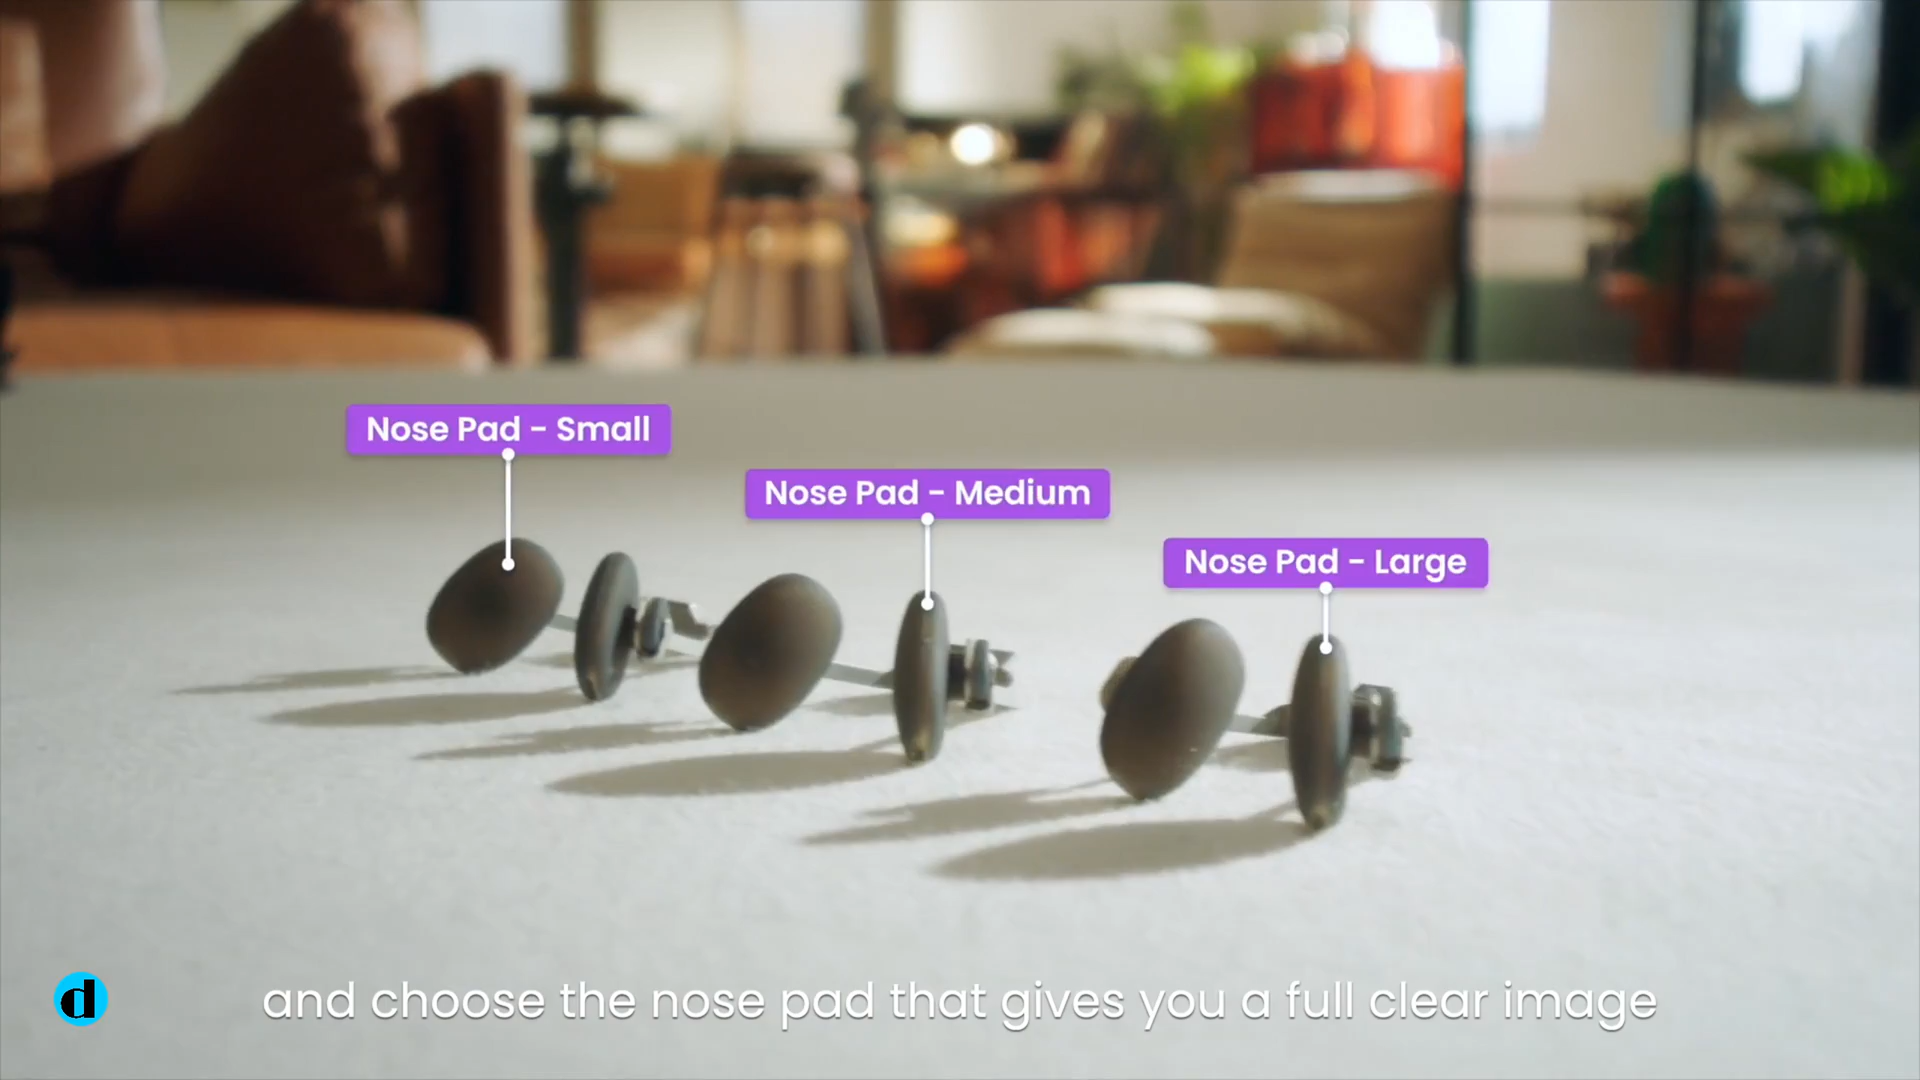 Nose Pad - Small
Nose Pad - Medium
Nose Pad - Large
d
and choose the nose pad that gives you a full clear image